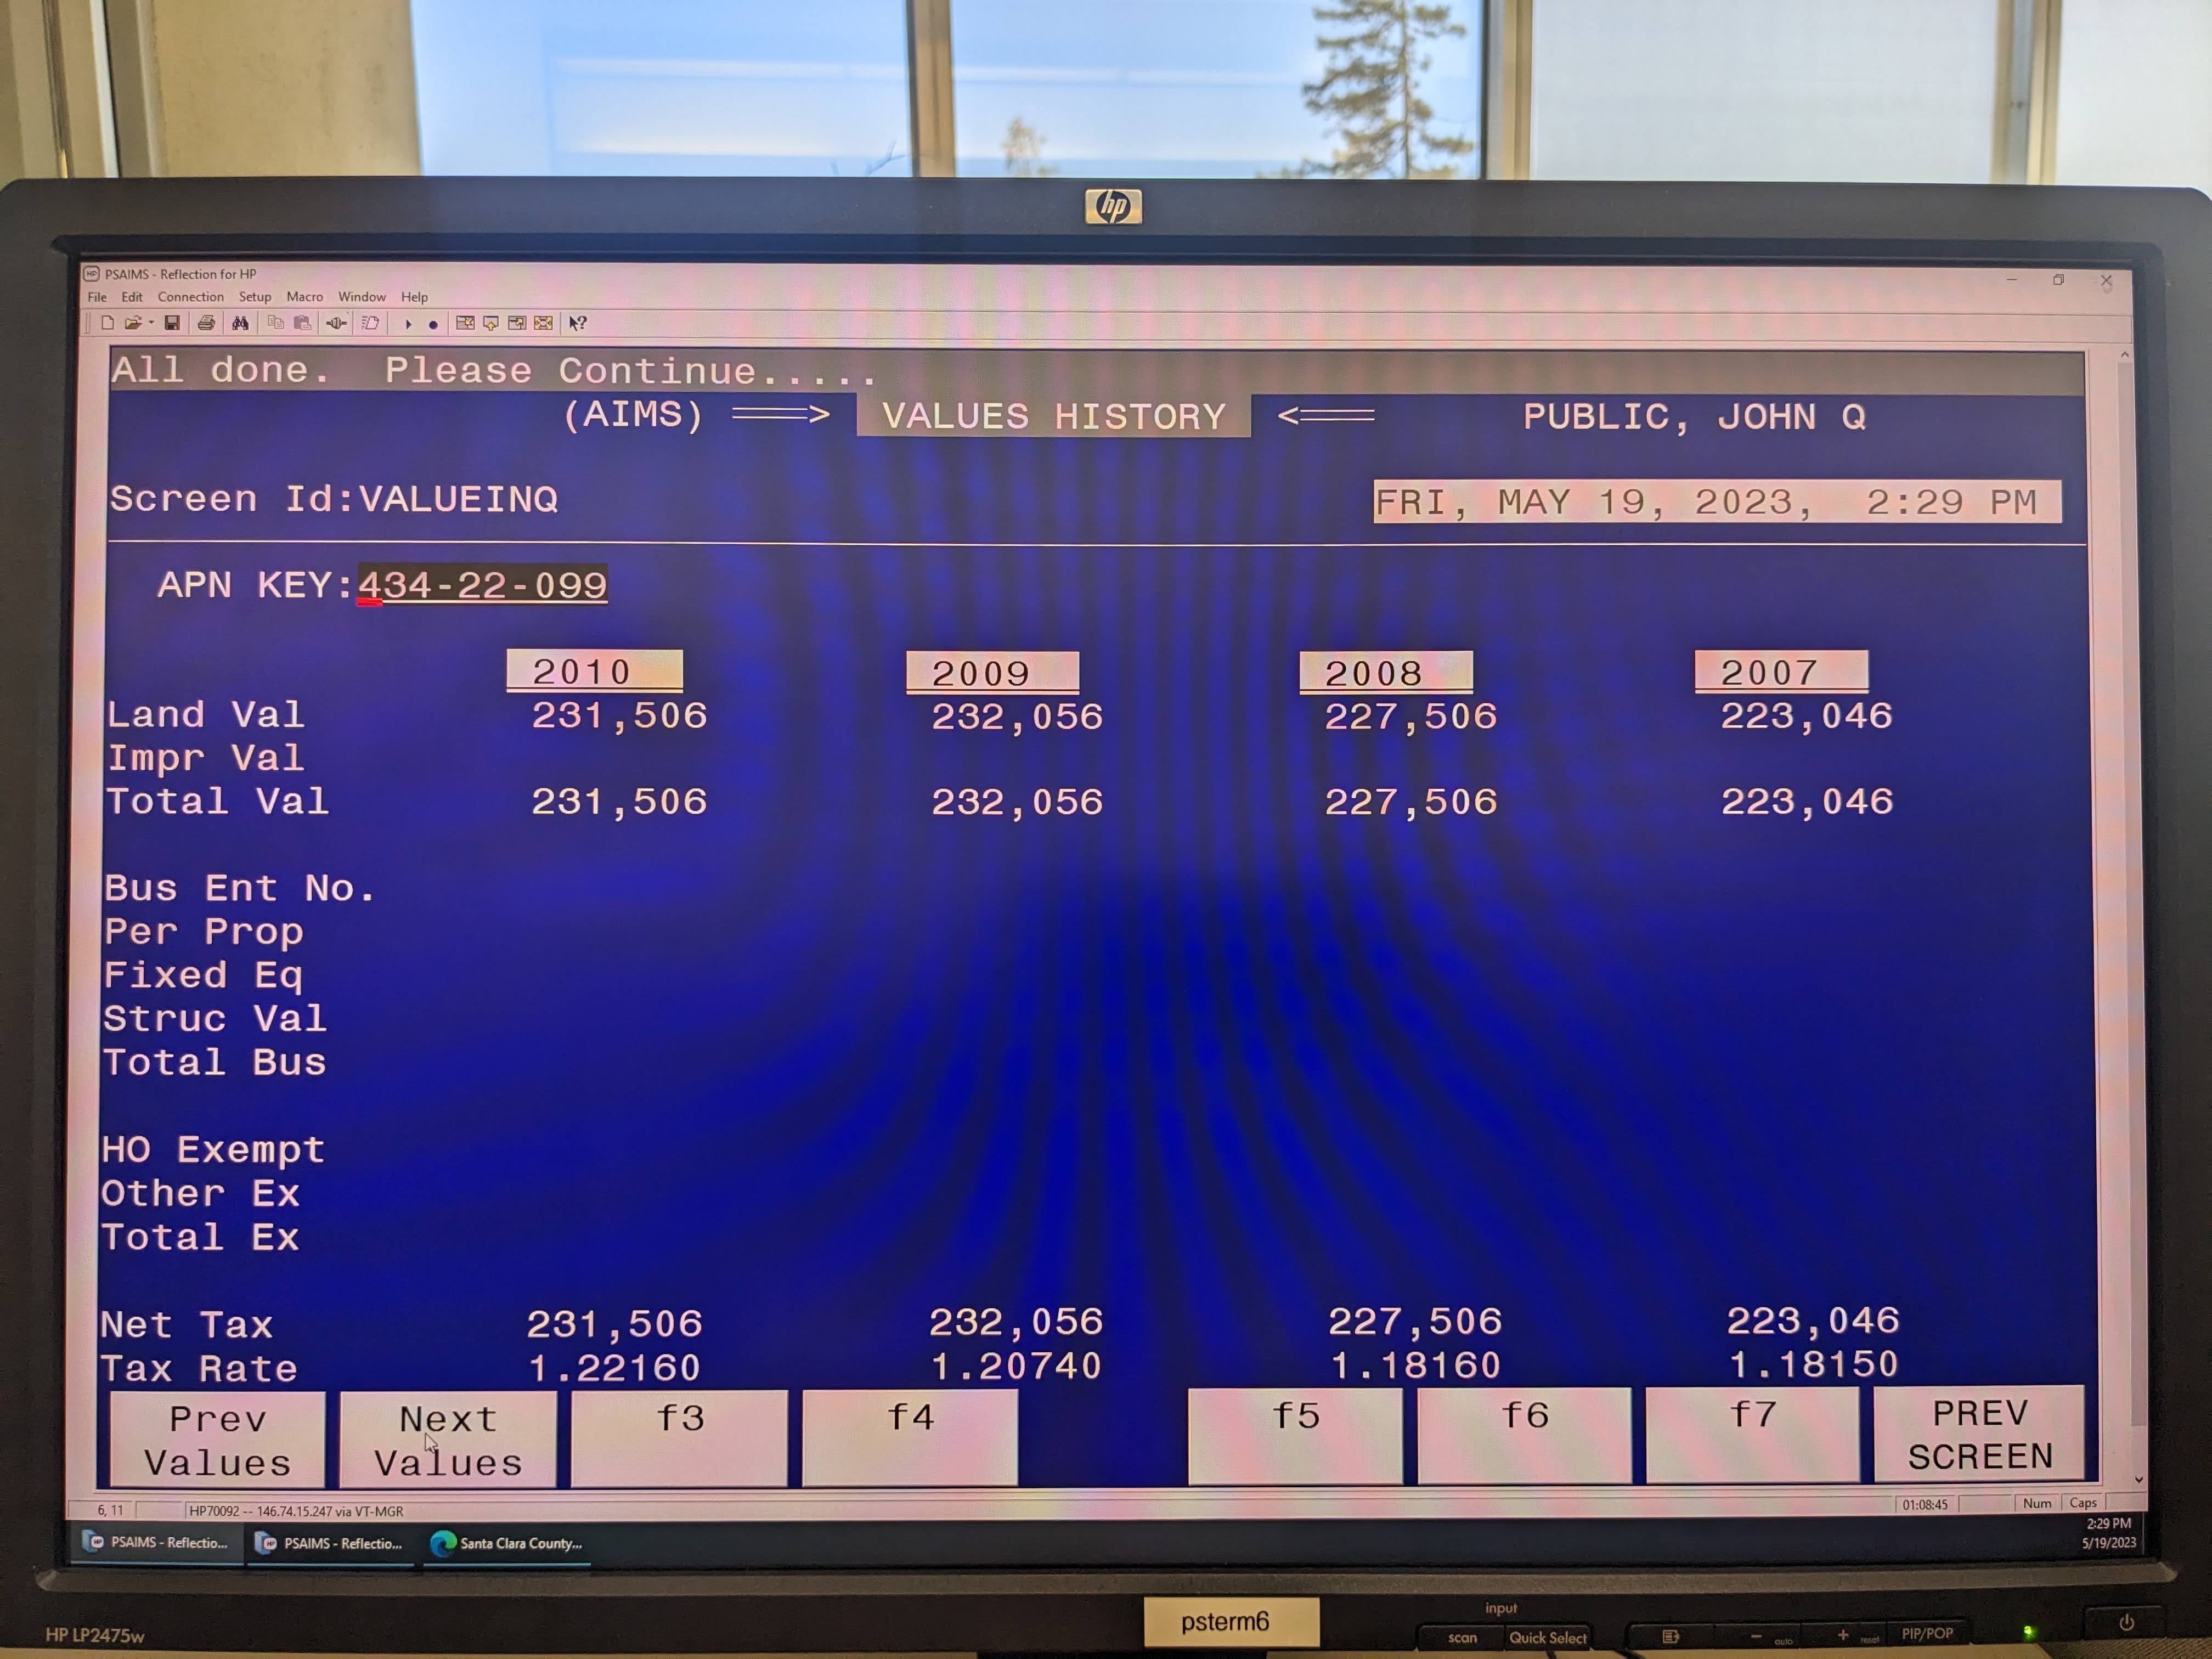 hp
PSAIMS - Reflection for HP
File Edit Connection Setup Macro Window Help
All done. Please Continue.....
(AIMS) ===> VALUES HISTORY <=== PUBLIC, JOHN Q
Screen Id:VALUEINQ FRI, MAY 19, 2023, 2:29 PM
APN KEY:434-22-099
2010 2009 2008 2007
Land Val 231,506 232,056 227,506 223,046
Impr Val
Total Val 231,506 232,056 227,506 223,046
Bus Ent No.
Per Prop
Fixed Eq
Struc Val
Total Bus
HO Exempt
Other Ex
Total Ex
Net Tax 231,506 232,056 227,506 223,046
Tax Rate 1.22160 1.20740 1.18160 1.18150
Prev Next f3 f4 f5 f6 f7 PREV
Values Values SCREEN
6, 11 HP70092 -- 146.74.15.247 via VT-MGR 01:08:45 Num Caps
PSAIMS - Reflectio... PSAIMS - Reflectio... Santa Clara County... 2:29 PM
5/19/2023
HP LP2475w psterm6 input
scan Quick Select - auto + reset PIP/POP